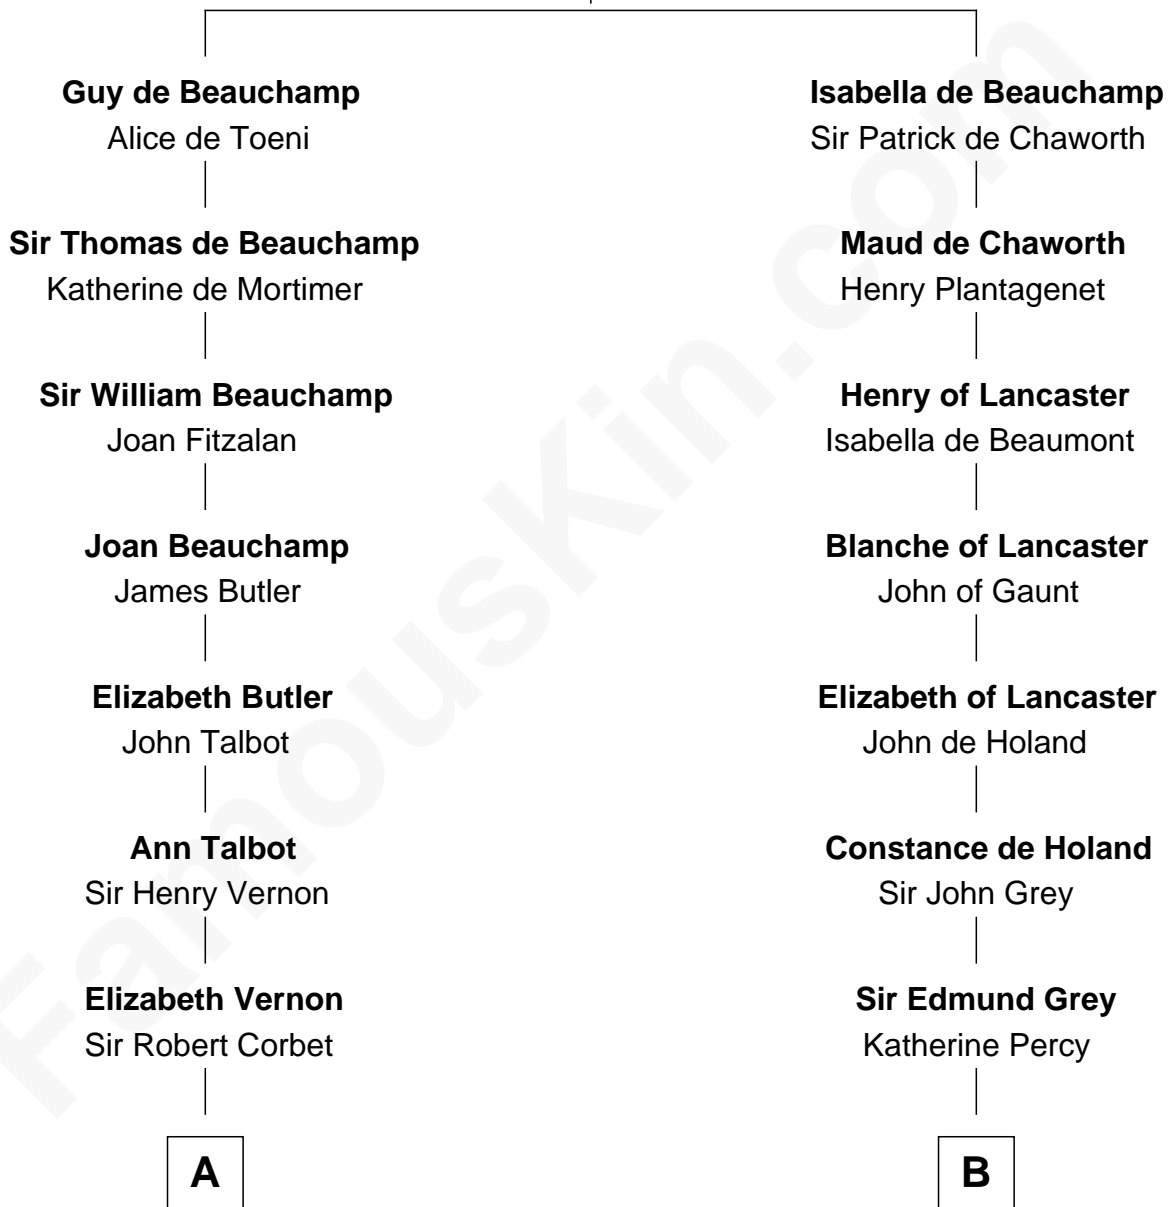 Guy de Beauchamp
Alice de Toeni
Sir Thomas de Beauchamp
Katherine de Mortimer
Sir William Beauchamp
Joan Fitzalan
Joan Beauchamp
James Butler
Elizabeth Butler
John Talbot
Ann Talbot
Sir Henry Vernon
Elizabeth Vernon
Sir Robert Corbet
A
Isabella de Beauchamp
Sir Patrick de Chaworth
Maud de Chaworth
Henry Plantagenet
Henry of Lancaster
Isabella de Beaumont
Blanche of Lancaster
John of Gaunt
Elizabeth of Lancaster
John de Holand
Constance de Holand
Sir John Grey
Sir Edmund Grey
Katherine Percy
B
FamousKin.com